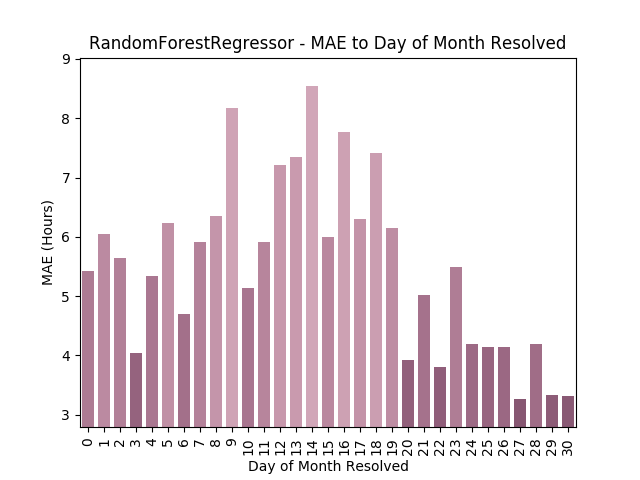 RandomForestRegressor - MAE to Day of Month Resolved
9
8
7
6
5
4
3
MAE (Hours)
0 1 2 3 4 5 6 7 8 9 10 11 12 13 14 15 16 17 18 19 20 21 22 23 24 25 26 27 28 29 30
Day of Month Resolved